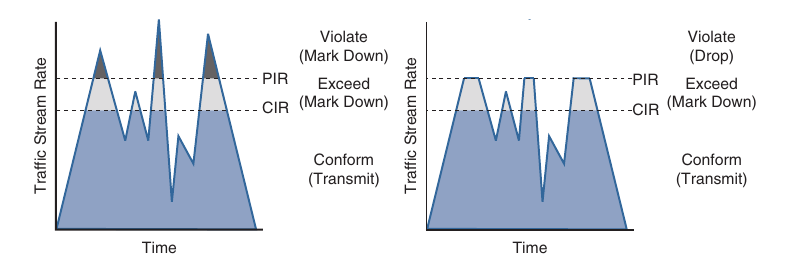 Traffic Stream Rate
Violate
(Mark Down)
PIR
Exceed
(Mark Down)
CIR
Conform
(Transmit)
Time
Traffic Stream Rate
Violate
(Drop)
PIR
Exceed
(Mark Down)
CIR
Conform
(Transmit)
Time